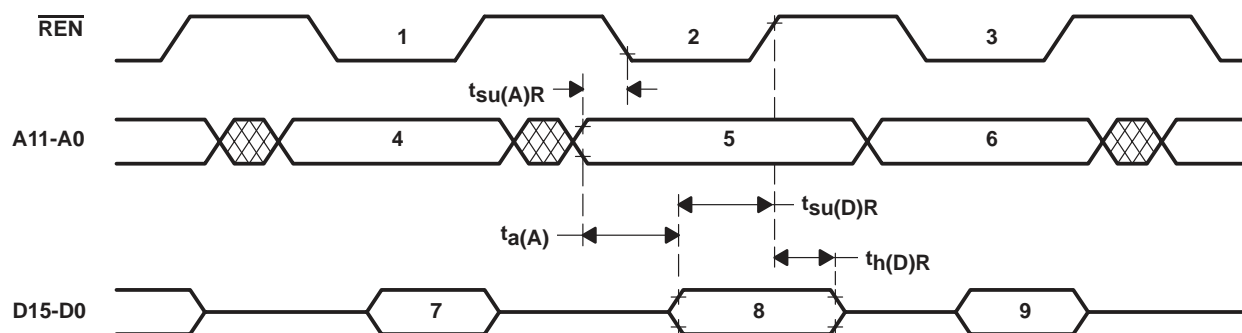 REN
1 2 3
tsu(A)R
A11-A0
4 5 6
tsu(D)R
ta(A)
th(D)R
D15-D0
7 8 9